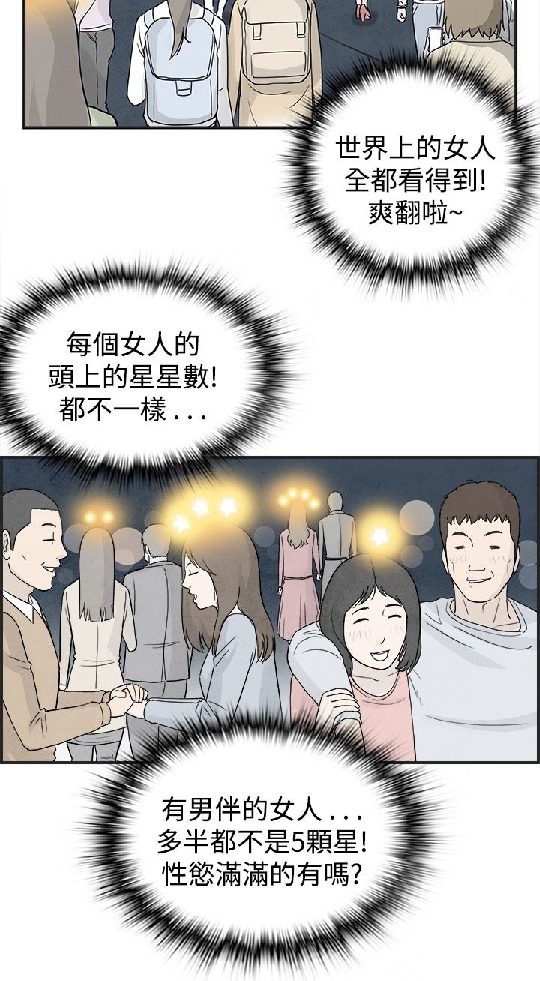 世界上的女人
全都看得到!
爽翻啦~
每個女人的
頭上的星星數!
都不一樣...
有男伴的女人...
多半都不是5顆星!
性慾滿滿的有嗎?